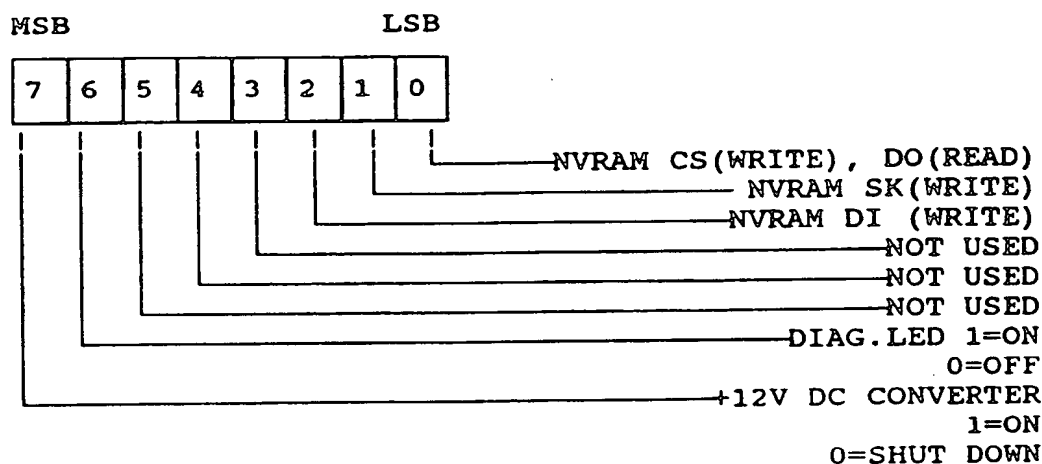 MSB LSB
7 6 5 4 3 2 1 0
NVRAM CS(WRITE), DO(READ)
NVRAM SK(WRITE)
NVRAM DI (WRITE)
NOT USED
NOT USED
NOT USED
DIAG.LED 1=ON
0=OFF
+12V DC CONVERTER
1=ON
0=SHUT DOWN